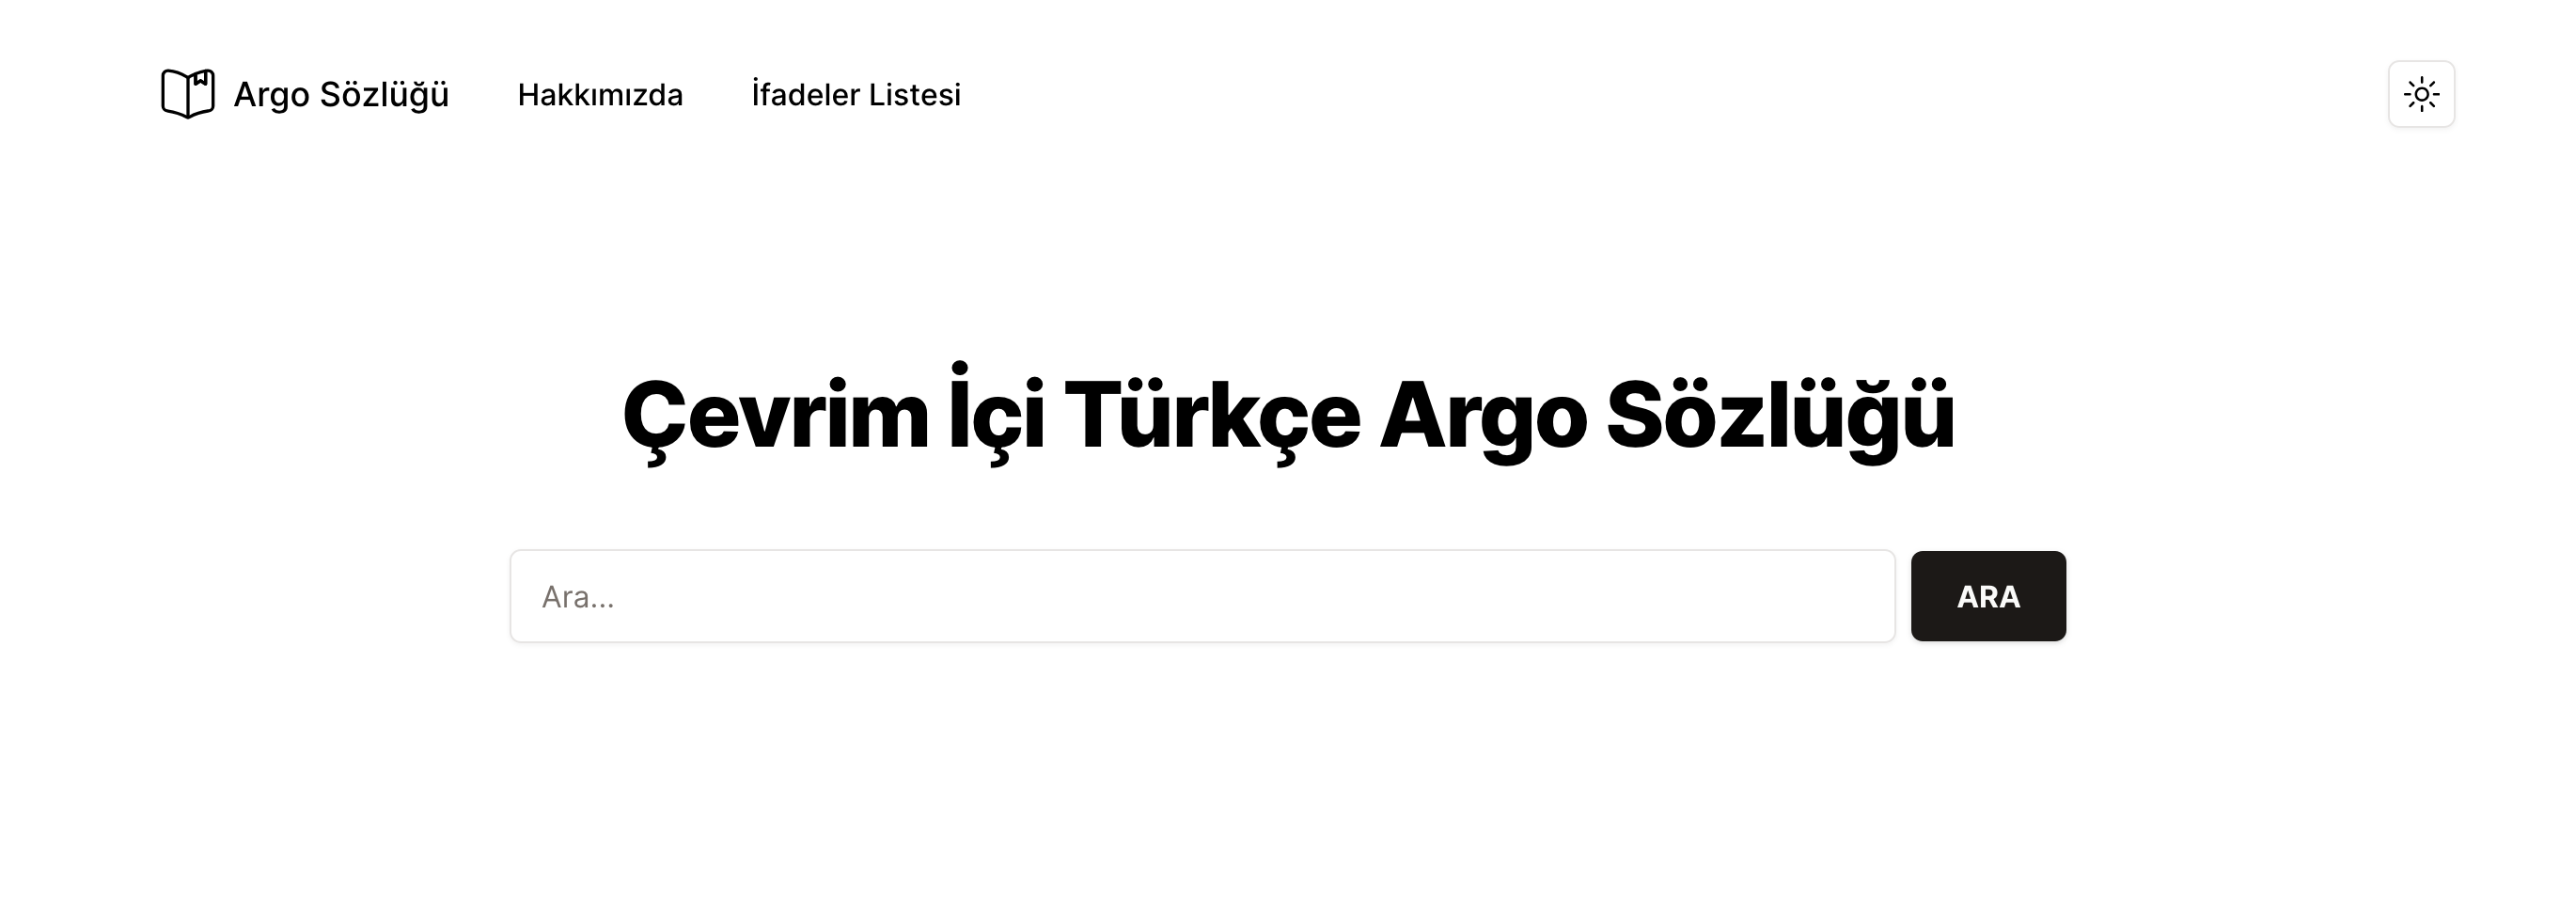 Argo Sözlüğü Hakkımızda İfadeler Listesi
Çevrim İçi Türkçe Argo Sözlüğü
Ara... ARA